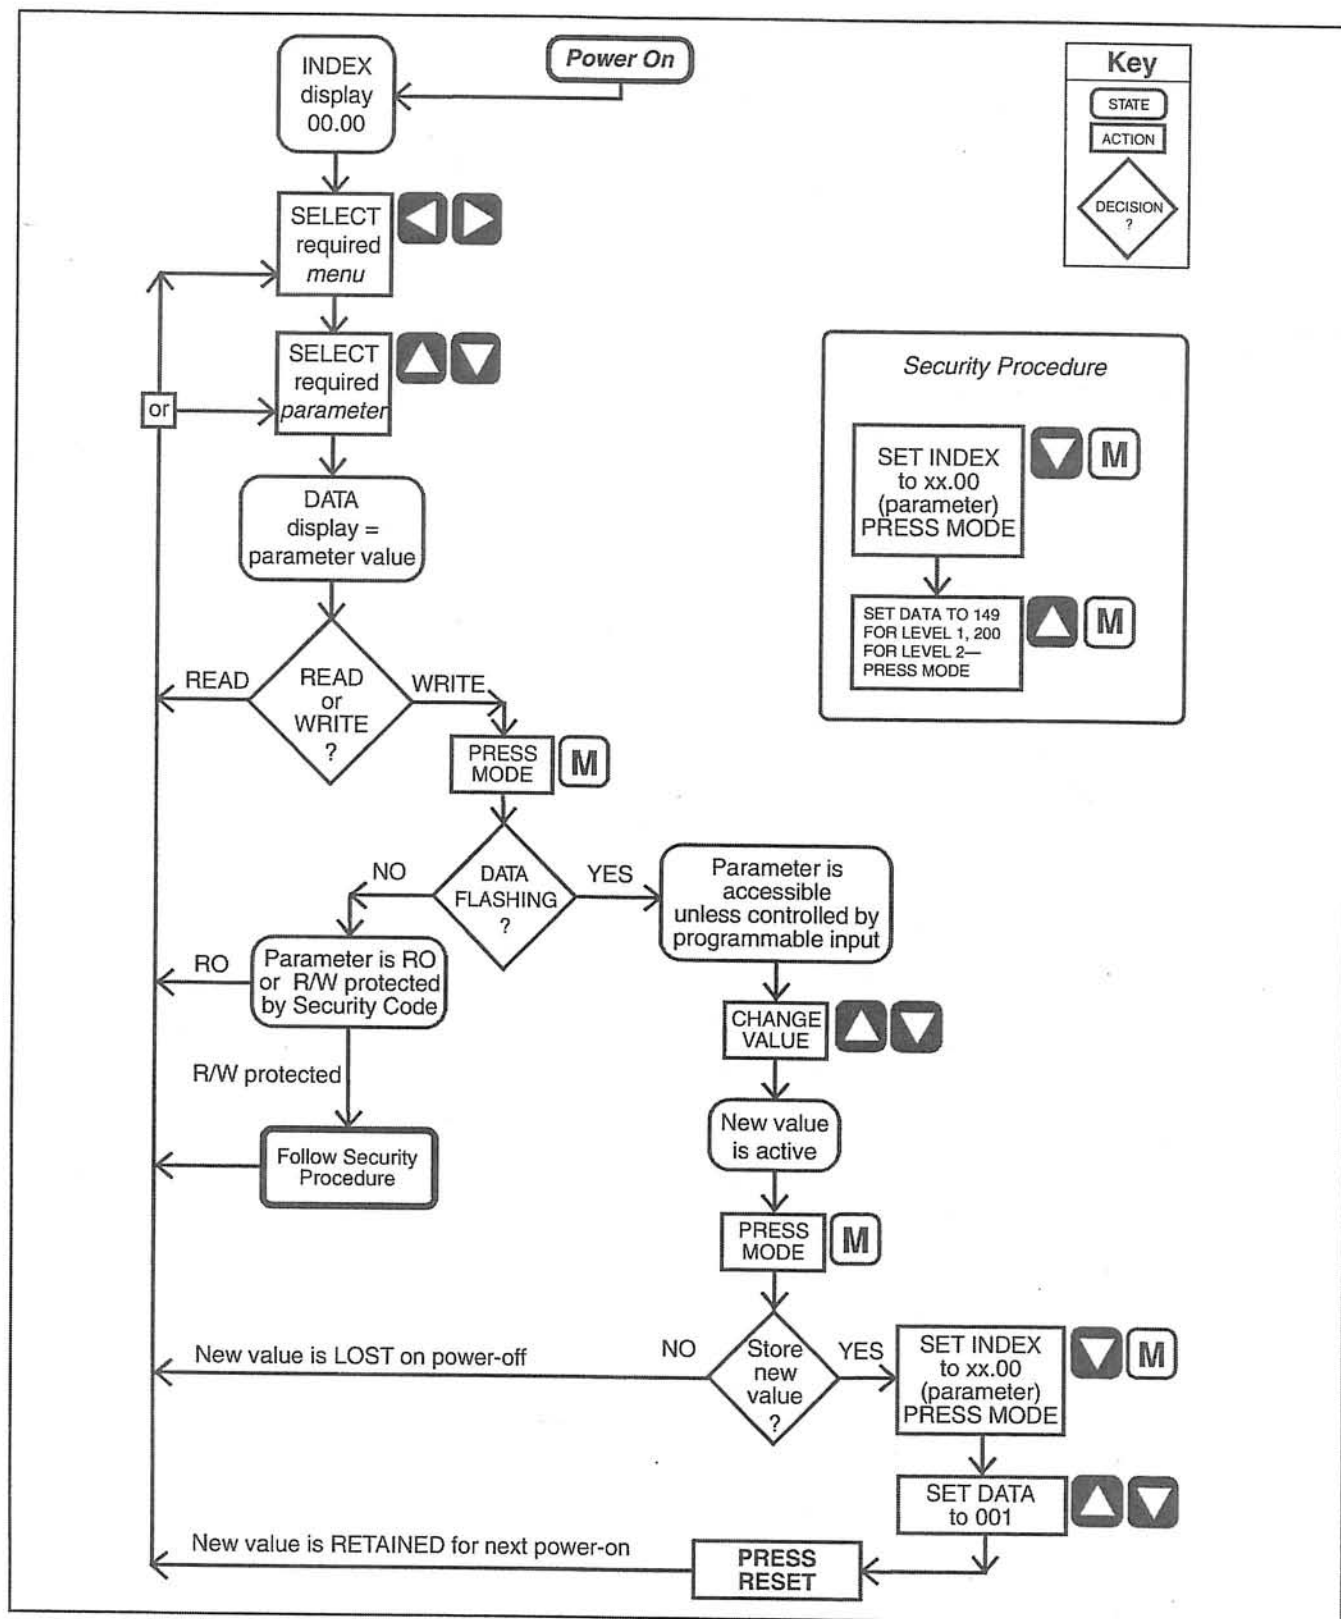 Power On
INDEX
display
00.00
Key
STATE
ACTION
DECISION
?
SELECT
required
menu
SELECT
required
parameter
or
DATA
display =
parameter value
READ
READ
or
WRITE
?
WRITE
PRESS
MODE
M
NO
DATA
FLASHING
?
YES
Parameter is
accessible
unless controlled by
programmable input
RO
Parameter is RO
or R/W protected
by Security Code
CHANGE
VALUE
R/W protected
New value
is active
Follow Security
Procedure
PRESS
MODE
M
New value is LOST on power-off
NO
Store
new
value
?
YES
SET INDEX
to xx.00
(parameter)
PRESS MODE
M
SET DATA
to 001
New value is RETAINED for next power-on
PRESS
RESET
Security Procedure
SET INDEX
to xx.00
(parameter)
PRESS MODE
M
SET DATA TO 149
FOR LEVEL 1, 200
FOR LEVEL 2—
PRESS MODE
M